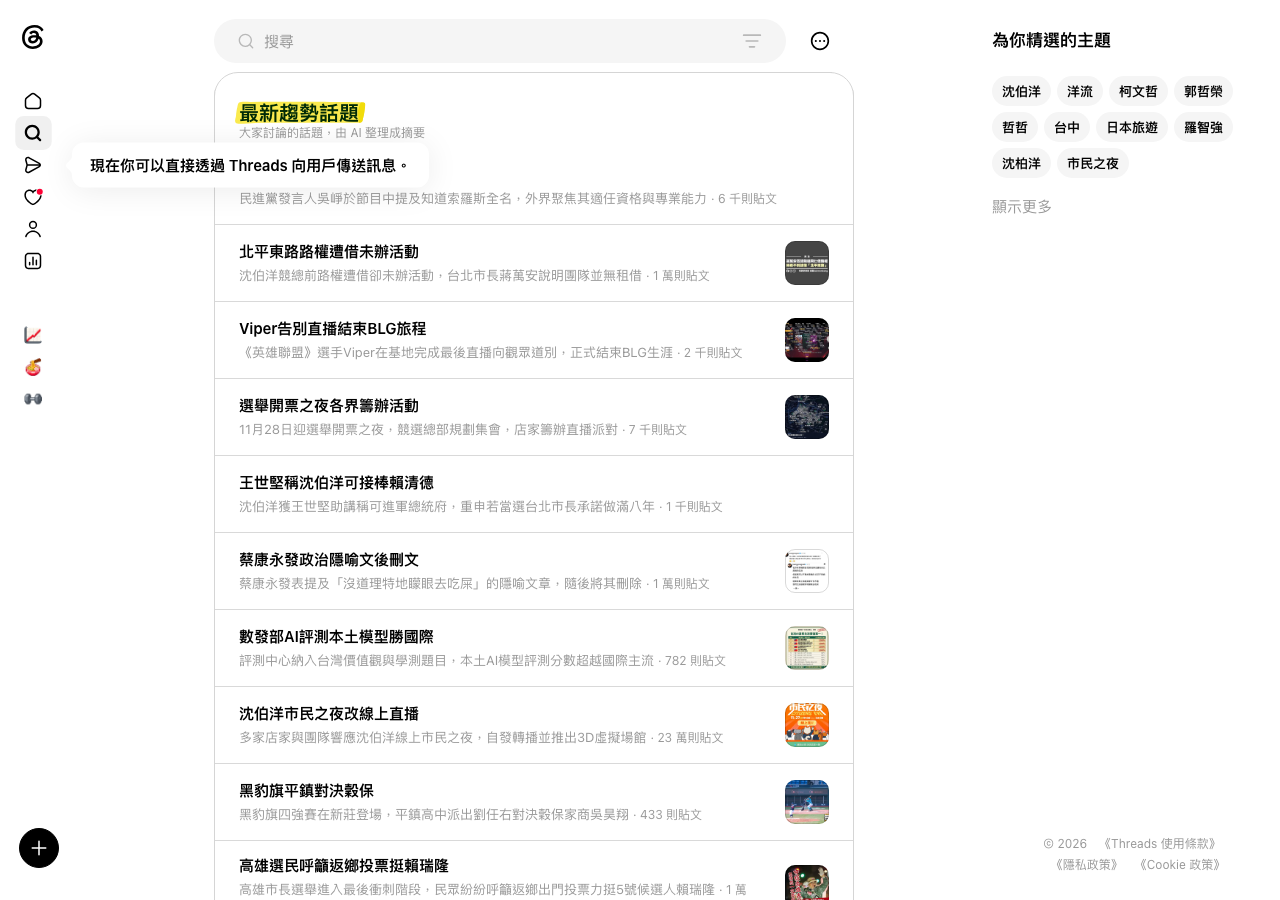 搜尋
最新趨勢話題
大家討論的話題，由 AI 整理成摘要
現在你可以直接透過 Threads 向用戶傳送訊息。
民進黨發言人吳崢於節目中提及知道索羅斯全名，外界聚焦其適任資格與專業能力 · 6 千則貼文
北平東路路權遭借未辦活動
沈伯洋競總前路權遭借卻未辦活動，台北市長蔣萬安說明團隊並無租借 · 1 萬則貼文
Viper告別直播結束BLG旅程
《英雄聯盟》選手Viper在基地完成最後直播向觀眾道別，正式結束BLG生涯 · 2 千則貼文
選舉開票之夜各界籌辦活動
11月28日迎選舉開票之夜，競選總部規劃集會，店家籌辦直播派對 · 7 千則貼文
王世堅稱沈伯洋可接棒賴清德
沈伯洋獲王世堅助講稱可進軍總統府，重申若當選台北市長承諾做滿八年 · 1 千則貼文
蔡康永發政治隱喻文後刪文
蔡康永發表提及「沒道理特地矇眼去吃屎」的隱喻文章，隨後將其刪除 · 1 萬則貼文
數發部AI評測本土模型勝國際
評測中心納入台灣價值觀與學測題目，本土AI模型評測分數超越國際主流 · 782 則貼文
沈伯洋市民之夜改線上直播
多家店家與團隊響應沈伯洋線上市民之夜，自發轉播並推出3D虛擬場館 · 23 萬則貼文
市民之夜
黑豹旗平鎮對決穀保
黑豹旗四強賽在新莊登場，平鎮高中派出劉任右對決穀保家商吳昊翔 · 433 則貼文
高雄選民呼籲返鄉投票挺賴瑞隆
高雄市長選舉進入最後衝刺階段，民眾紛紛呼籲返鄉出門投票力挺5號候選人賴瑞隆 · 1 萬
為你精選的主題
沈伯洋 洋流 柯文哲 郭哲榮
哲哲 台中 日本旅遊 羅智強
沈柏洋 市民之夜
顯示更多
© 2026 《Threads 使用條款》
《隱私政策》 《Cookie 政策》